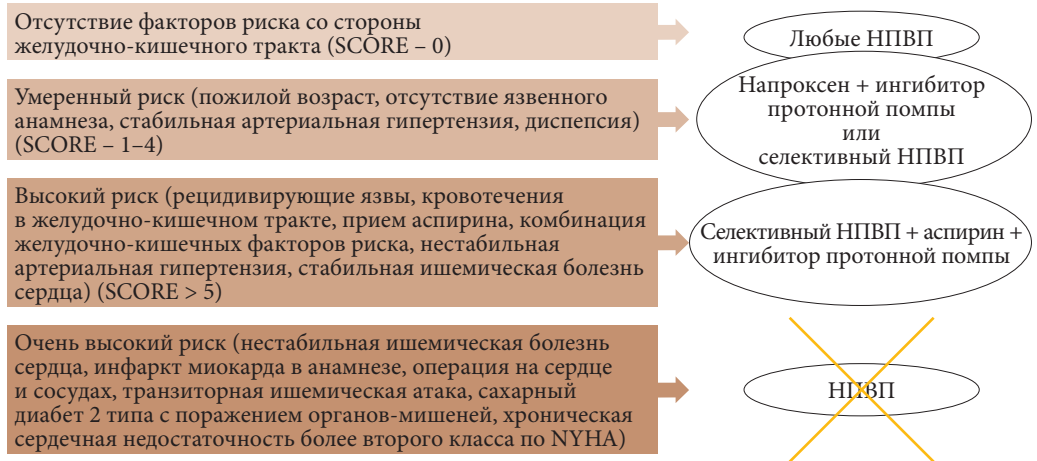 Отсутствие факторов риска со стороны
желудочно-кишечного тракта (SCORE – 0)
Любые НПВП
Умеренный риск (пожилой возраст, отсутствие язвенного
анамнеза, стабильная артериальная гипертензия, диспепсия)
(SCORE – 1–4)
Напроксен + ингибитор
протонной помпы
или
селективный НПВП
Высокий риск (рецидивирующие язвы, кровотечения
в желудочно-кишечном тракте, прием аспирина, комбинация
желудочно-кишечных факторов риска, нестабильная
артериальная гипертензия, стабильная ишемическая болезнь
сердца) (SCORE > 5)
Селективный НПВП + аспирин +
ингибитор протонной помпы
Очень высокий риск (нестабильная ишемическая болезнь
сердца, инфаркт миокарда в анамнезе, операция на сердце
и сосудах, транзиторная ишемическая атака, сахарный
диабет 2 типа с поражением органов-мишеней, хроническая
сердечная недостаточность более второго класса по NYHA)
НПВП